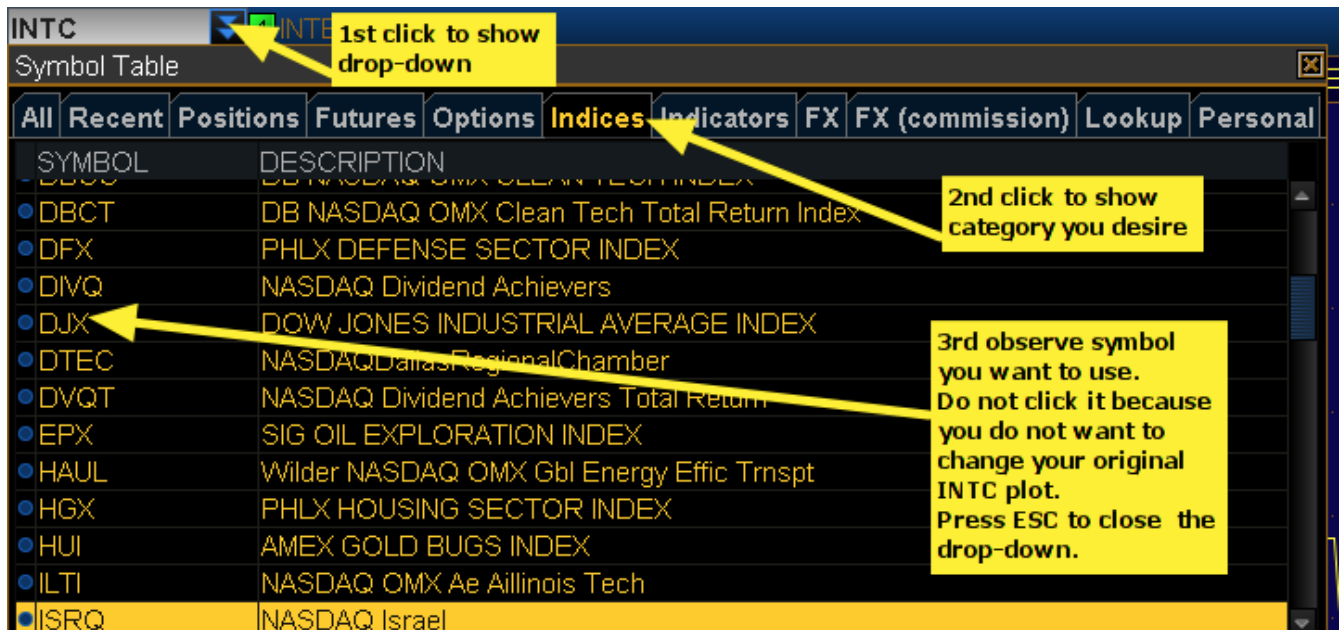 INTC
1st click to show
drop-down
Symbol Table
All Recent Positions Futures Options Indices Indicators FX FX (commission) Lookup Personal
SYMBOL DESCRIPTION
DB NASDAQ OMX CLEAN TECH INDEX
DBCT DB NASDAQ OMX Clean Tech Total Return Index
2nd click to show
category you desire
DFX PHLX DEFENSE SECTOR INDEX
DIVQ NASDAQ Dividend Achievers
DJX DOW JONES INDUSTRIAL AVERAGE INDEX
DTEC NASDAQDallasRegionalChamber
DVQT NASDAQ Dividend Achievers Total Return
EPX SIG OIL EXPLORATION INDEX
HAUL Wilder NASDAQ OMX Gbl Energy Effic Trnspt
HGX PHLX HOUSING SECTOR INDEX
HUI AMEX GOLD BUGS INDEX
ILTI NASDAQ OMX Ae Aillinois Tech
ISRQ NASDAQ Israel
3rd observe symbol
you want to use.
Do not click it because
you do not want to
change your original
INTC plot.
Press ESC to close the
drop-down.